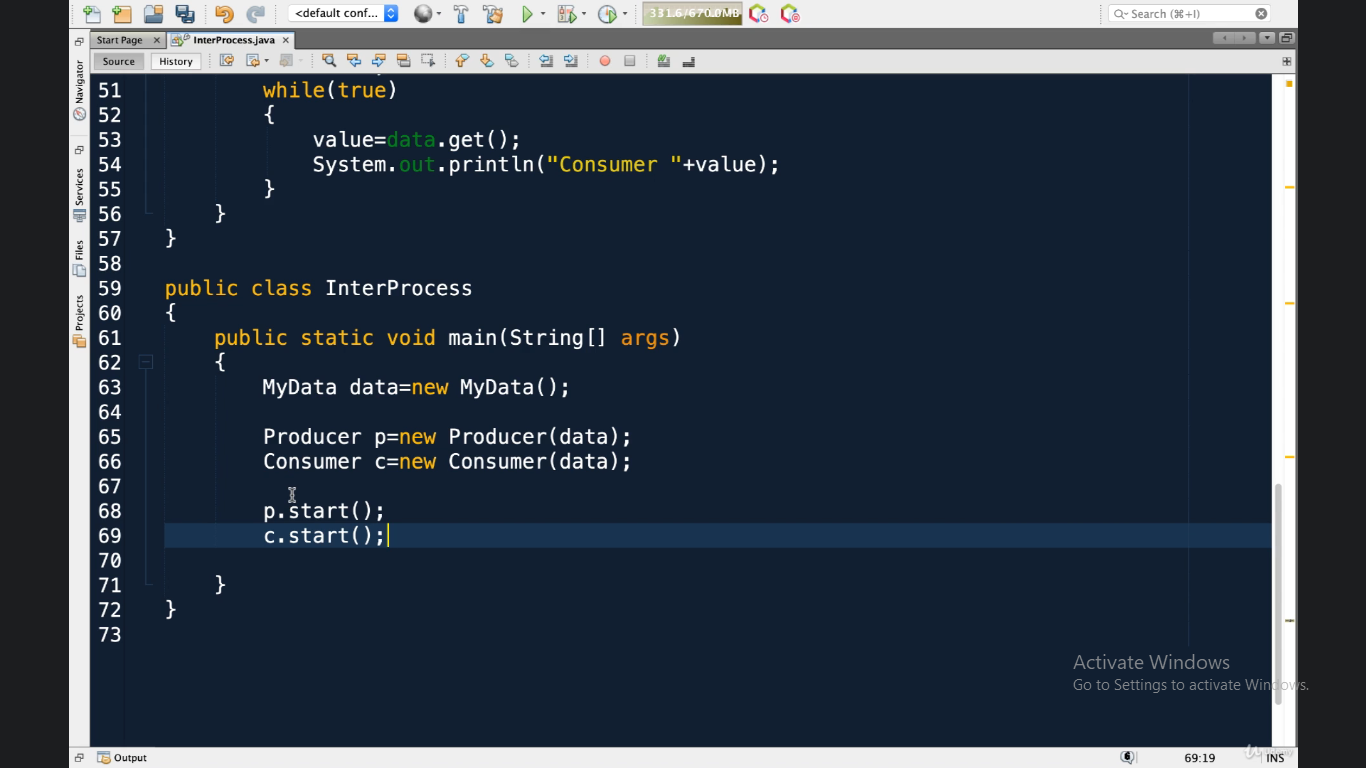 <default conf...
331.6/670.0MB
Search (⌘+I)
Start Page
InterProcess.java
Source
History
Navigator
Services
Files
Projects
51 while(true)
52 {
53 value=data.get();
54 System.out.println("Consumer "+value);
55 }
56 }
57 }
58
59 public class InterProcess
60 {
61 public static void main(String[] args)
62 {
63 MyData data=new MyData();
64
65 Producer p=new Producer(data);
66 Consumer c=new Consumer(data);
67
68 p.start();
69 c.start();
70
71 }
72 }
73
Activate Windows
Go to Settings to activate Windows.
Output
6
69:19
INS